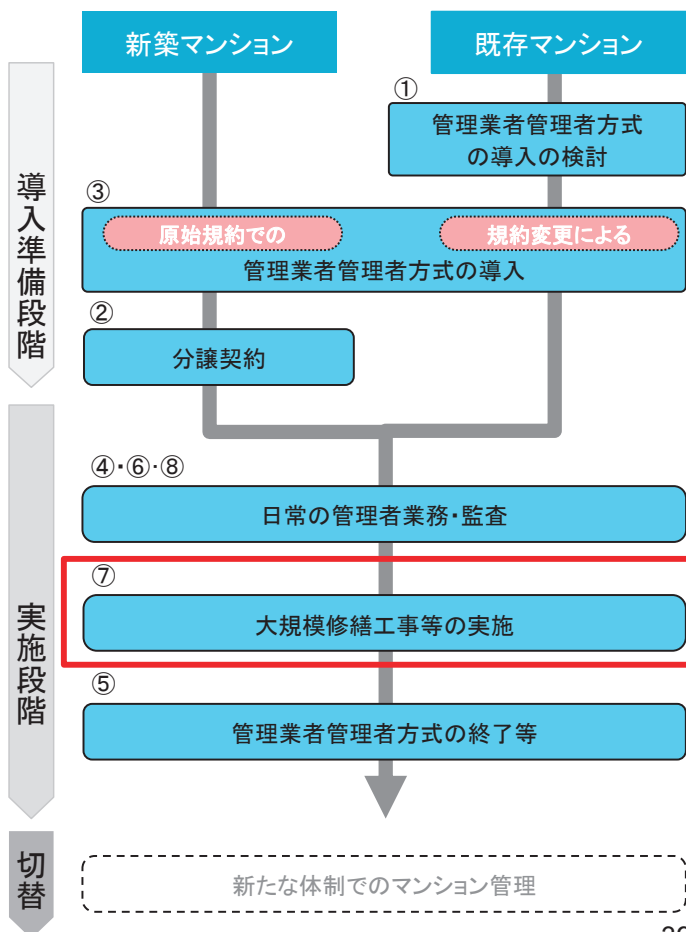 新築マンション
既存マンション
導入準備段階
①
管理業者管理者方式
の導入の検討
③
原始規約での
規約変更による
管理業者管理者方式の導入
②
分譲契約
実施段階
④・⑥・⑧
日常の管理者業務・監査
⑦
大規模修繕工事等の実施
⑤
管理業者管理者方式の終了等
切替
新たな体制でのマンション管理